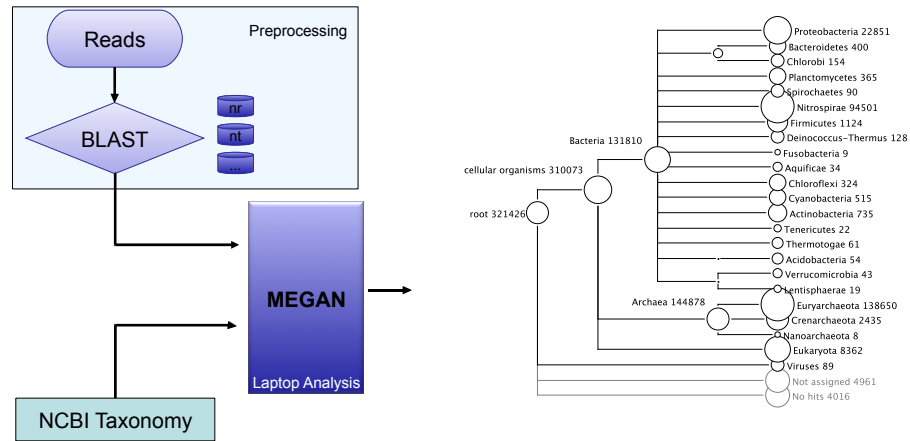 Preprocessing
Reads
BLAST
nr
nt
...
MEGAN
Laptop Analysis
NCBI Taxonomy
root 321426
cellular organisms 310073
Bacteria 131810
Proteobacteria 22851
Bacteroidetes 400
Chlorobi 154
Planctomycetes 365
Spirochaetes 90
Nitrospirae 94501
Firmicutes 1124
Deinococcus-Thermus 128
Fusobacteria 9
Aquificae 34
Chloroflexi 324
Cyanobacteria 515
Actinobacteria 735
Tenericutes 22
Thermotogae 61
Acidobacteria 54
Verrucomicrobia 43
Lentisphaerae 19
Archaea 144878
Euryarchaeota 138650
Crenarchaeota 2435
Nanoarchaeota 8
Eukaryota 8362
Viruses 89
Not assigned 4961
No hits 4016